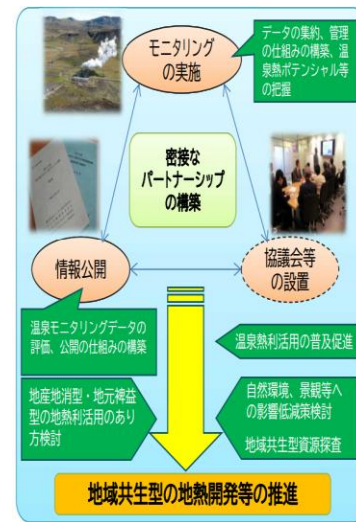 モニタリング
の実施
データの集約、管理
の仕組みの構築、温
泉熱ポテンシャル等
の把握
密接な
パートナーシップ
の構築
情報公開
協議会等
の設置
温泉モニタリングデータの
評価、公開の仕組みの構築
温泉熱利活用の普及促進
地産地消型・地元裨益
型の地熱利活用のあり
方検討
自然環境、景観等へ
の影響低減策検討
地域共生型資源探査
地域共生型の地熱開発等の推進